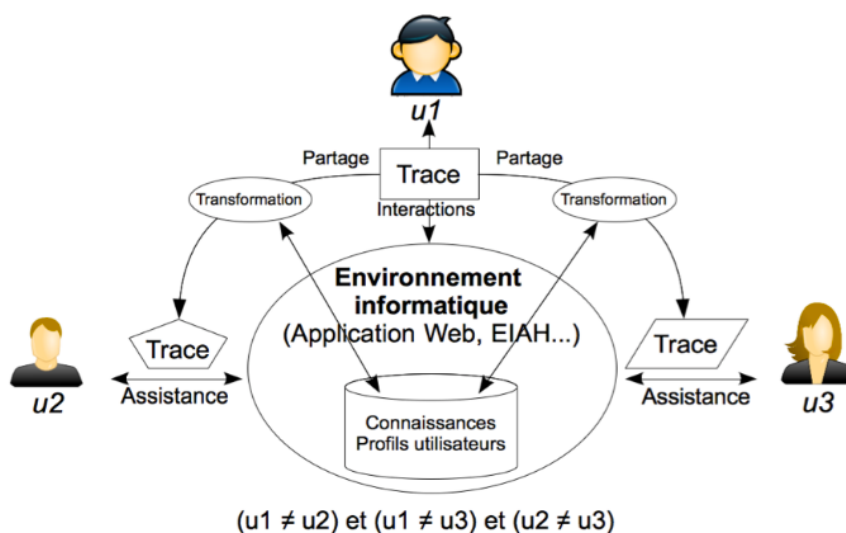 u1
Partage
Partage
Trace
Transformation
Transformation
Interactions
Environnement
informatique
(Application Web, EIAH...)
Trace
Trace
Assistance
Assistance
u2
u3
Connaissances
Profils utilisateurs
(u1 ≠ u2) et (u1 ≠ u3) et (u2 ≠ u3)